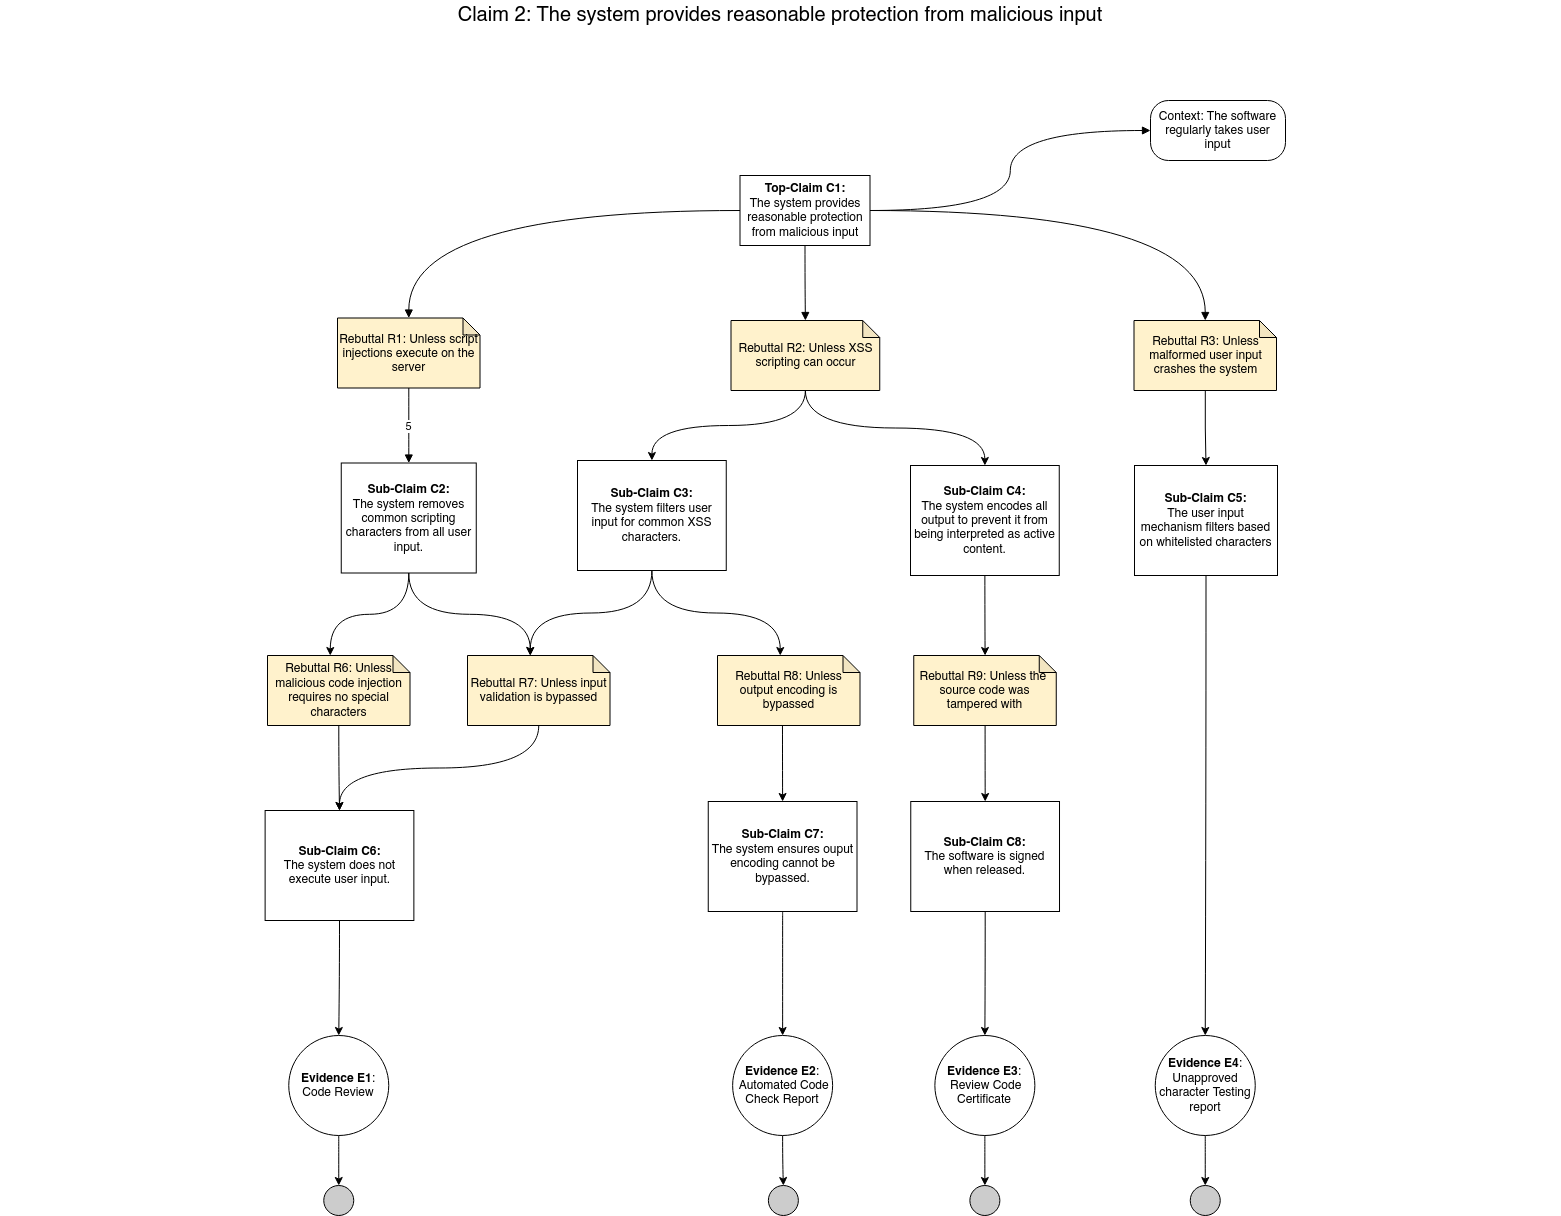 Claim 2: The system provides reasonable protection from malicious input
Context: The software
regularly takes user
input
Top-Claim C1:
The system provides
reasonable protection
from malicious input
Rebuttal R1: Unless script
injections execute on the
server
Rebuttal R2: Unless XSS
scripting can occur
Rebuttal R3: Unless
malformed user input
crashes the system
5
Sub-Claim C2:
The system removes
common scripting
characters from all user
input.
Sub-Claim C3:
The system filters user
input for common XSS
characters.
Sub-Claim C4:
The system encodes all
output to prevent it from
being interpreted as active
content.
Sub-Claim C5:
The user input
mechanism filters based
on whitelisted characters
Rebuttal R6: Unless
malicious code injection
requires no special
characters
Rebuttal R7: Unless input
validation is bypassed
Rebuttal R8: Unless
output encoding is
bypassed
Rebuttal R9: Unless the
source code was
tampered with
Sub-Claim C6:
The system does not
execute user input.
Sub-Claim C7:
The system ensures ouput
encoding cannot be
bypassed.
Sub-Claim C8:
The software is signed
when released.
Evidence E1:
Code Review
Evidence E2:
Automated Code
Check Report
Evidence E3:
Review Code
Certificate
Evidence E4:
Unapproved
character Testing
report